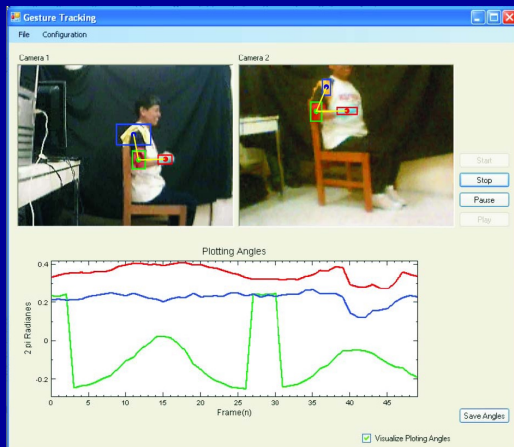 Gesture Tracking
File Configuration
Camera 1 Camera 2
Start
Stop
Pause
Play
Plotting Angles
0.4
0.2
0
-0.2
2 pi Radianes
0 5 10 15 20 25 30 35 40 45
Frame(n)
Save Angles
Visualize Ploting Angles